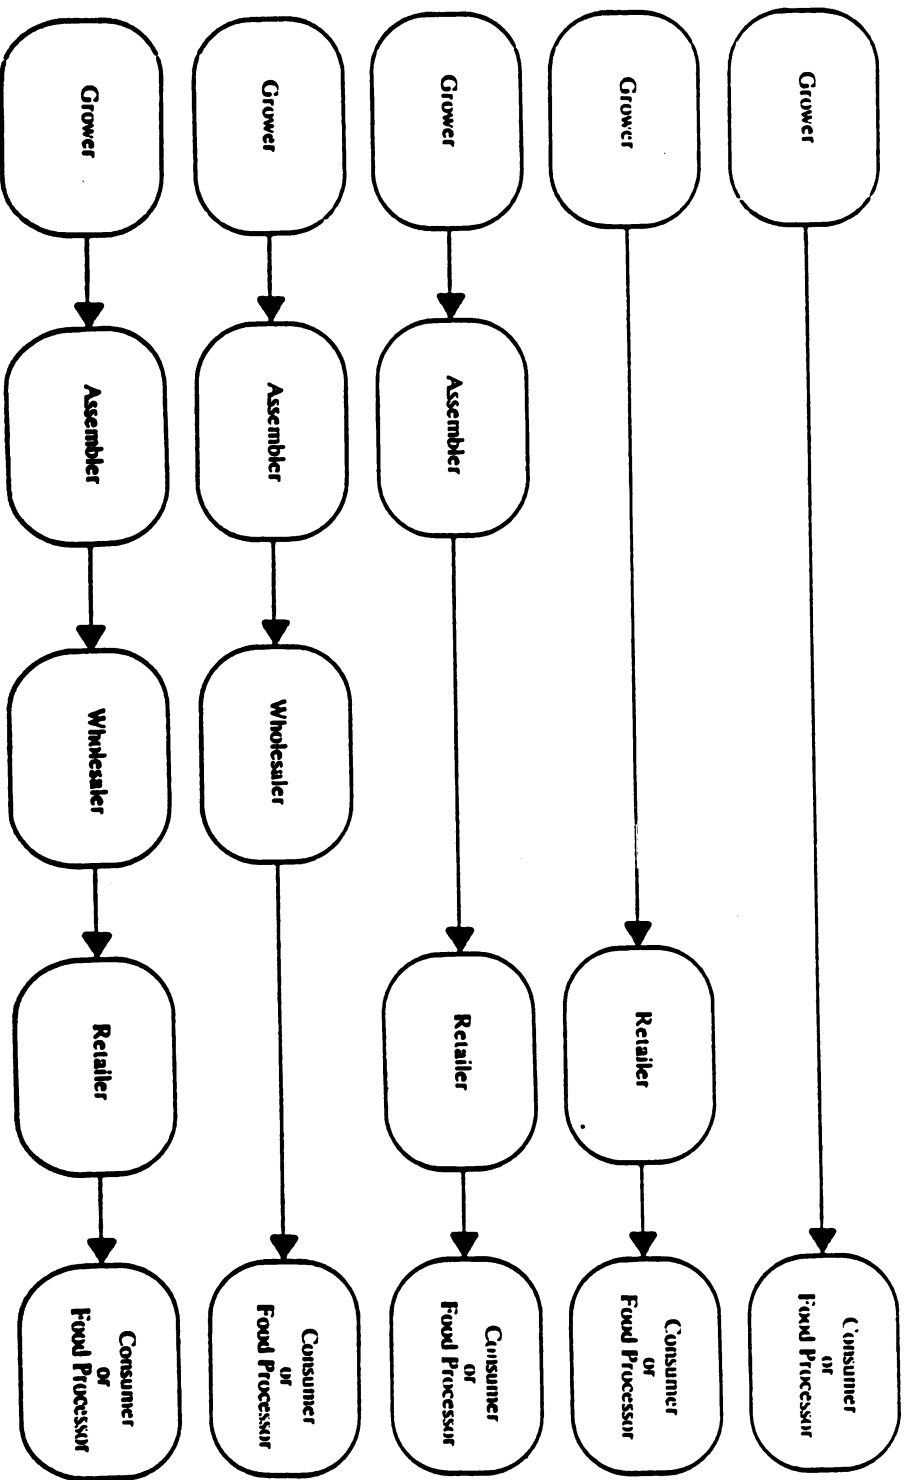 Grower
Consumer
or
Food Processor
Grower
Retailer
Consumer
or
Food Processor
Grower
Assembler
Retailer
Consumer
or
Food Processor
Grower
Assembler
Wholesaler
Consumer
or
Food Processor
Grower
Assembler
Wholesaler
Retailer
Consumer
or
Food Processor